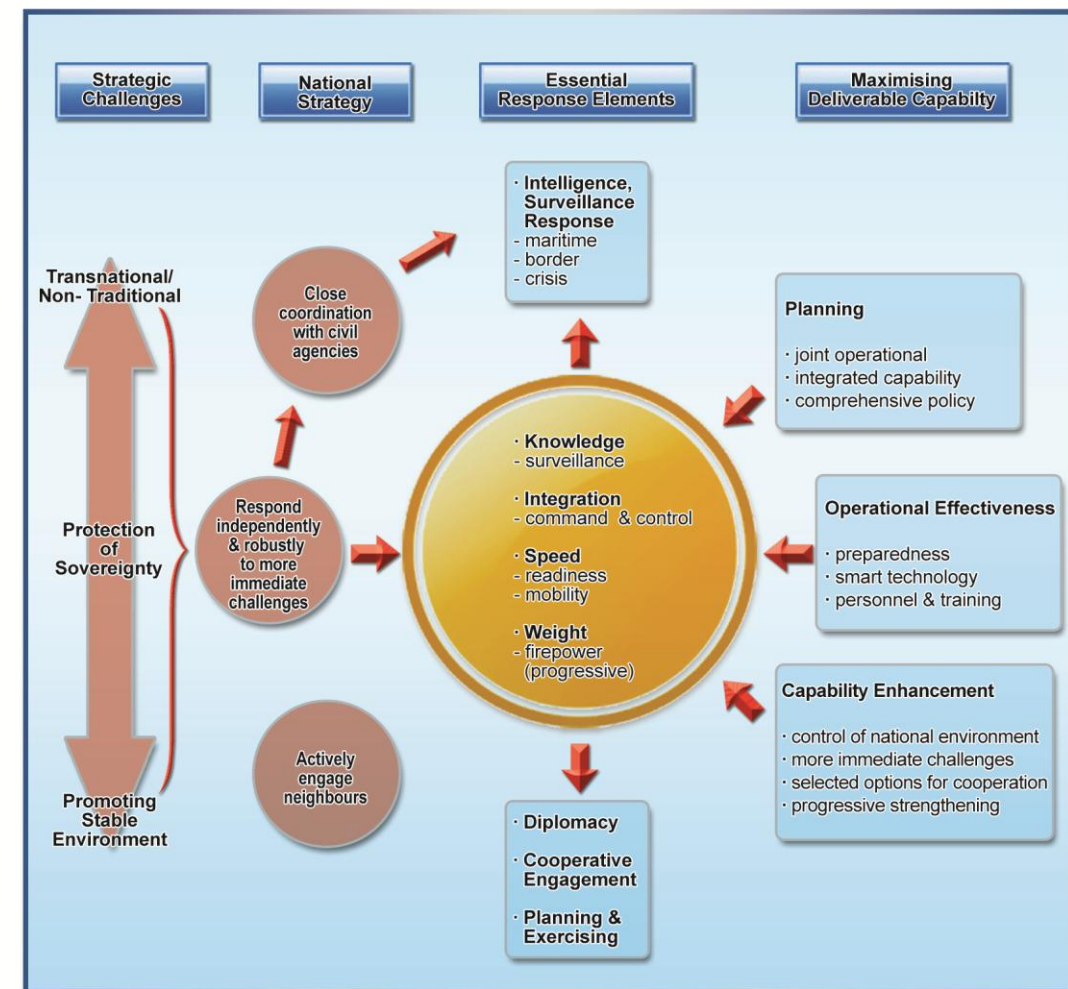 Strategic
Challenges
National
Strategy
Essential
Response Elements
Maximising
Deliverable Capabilty
Transnational/
Non- Traditional
Protection
of
Sovereignty
Promoting
Stable
Environment
Close
coordination
with civil
agencies
Respond
independently
& robustly
to more
immediate
challenges
Actively
engage
neighbours
· Intelligence,
Surveillance
Response
- maritime
- border
- crisis
· Knowledge
- surveillance
· Integration
- command & control
· Speed
- readiness
- mobility
· Weight
- firepower
(progressive)
· Diplomacy
· Cooperative
Engagement
· Planning &
Exercising
Planning
· joint operational
· integrated capability
· comprehensive policy
Operational Effectiveness
· preparedness
· smart technology
· personnel & training
Capability Enhancement
· control of national environment
· more immediate challenges
· selected options for cooperation
· progressive strengthening